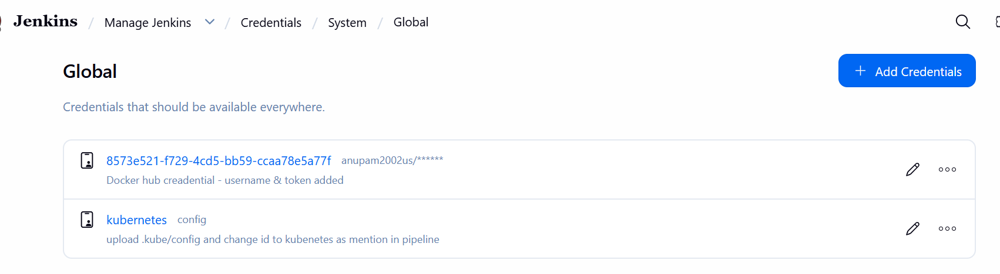 Jenkins / Manage Jenkins / Credentials / System / Global
Global
+ Add Credentials
Credentials that should be available everywhere.
8573e521-f729-4cd5-bb59-ccaa78e5a77f anupam2002us/******
Docker hub creadential - username & token added
kubernetes config
upload .kube/config and change id to kubenetes as mention in pipeline